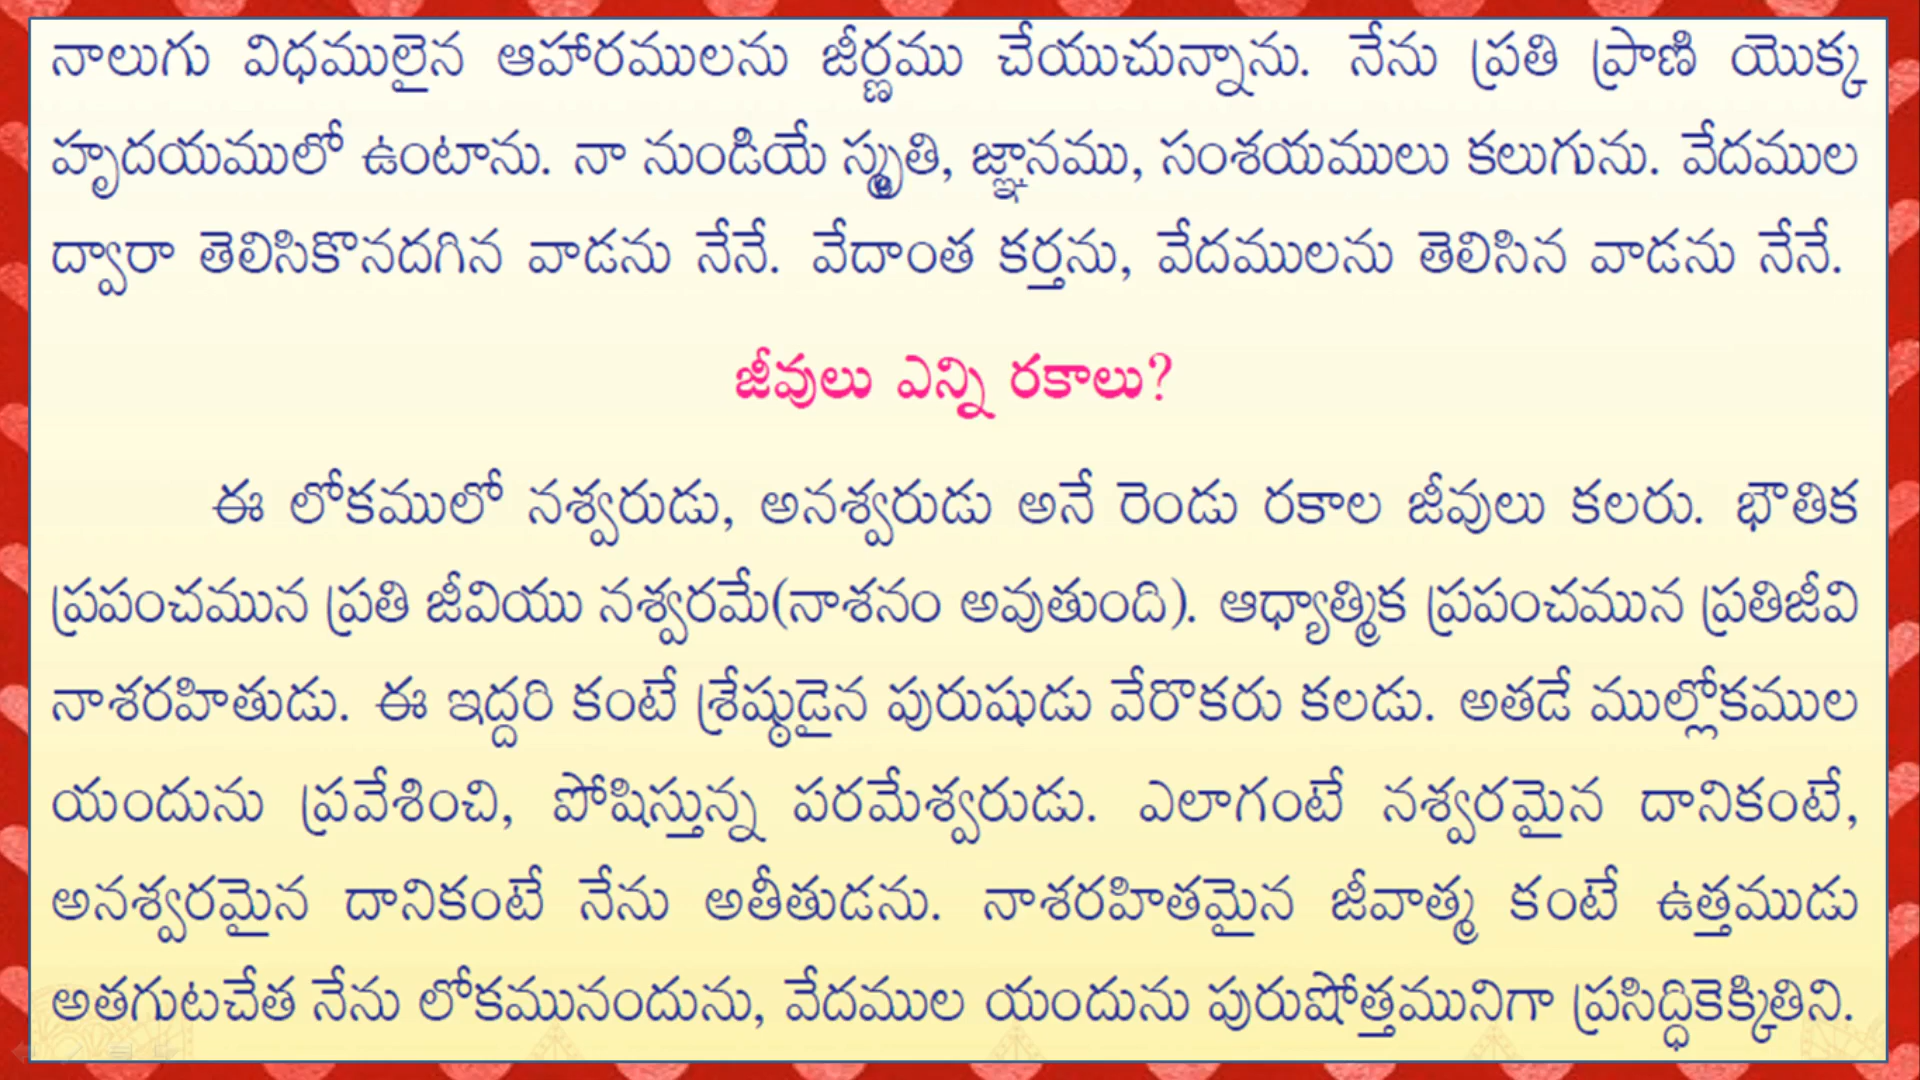 నాలుగు విధములైన ఆహారములను జీర్ణము చేయుచున్నాను. నేను ప్రతి ప్రాణి యొక్క
హృదయములో ఉంటాను. నా నుండియే స్మృతి, జ్ఞానము, సంశయములు కలుగును. వేదముల
ద్వారా తెలిసికొనదగిన వాడను నేనే. వేదాంత కర్తను, వేదములను తెలిసిన వాడను నేనే.
జీవులు ఎన్ని రకాలు?
ఈ లోకములో నశ్వరుడు, అనశ్వరుడు అనే రెండు రకాల జీవులు కలరు. భౌతిక
ప్రపంచమున ప్రతి జీవియు నశ్వరమే(నాశనం అవుతుంది). ఆధ్యాత్మిక ప్రపంచమున ప్రతిజీవి
నాశరహితుడు. ఈ ఇద్దరి కంటే శ్రేష్ఠుడైన పురుషుడు వేరొకరు కలడు. అతడే ముల్లోకముల
యందును ప్రవేశించి, పోషిస్తున్న పరమేశ్వరుడు. ఎలాగంటే నశ్వరమైన దానికంటే,
అనశ్వరమైన దానికంటే నేను అతీతుడను. నాశరహితమైన జీవాత్మ కంటే ఉత్తముడు
అతగుటచేత నేను లోకమునందును, వేదముల యందును పురుషోత్తమునిగా ప్రసిద్ధికెక్కితిని.